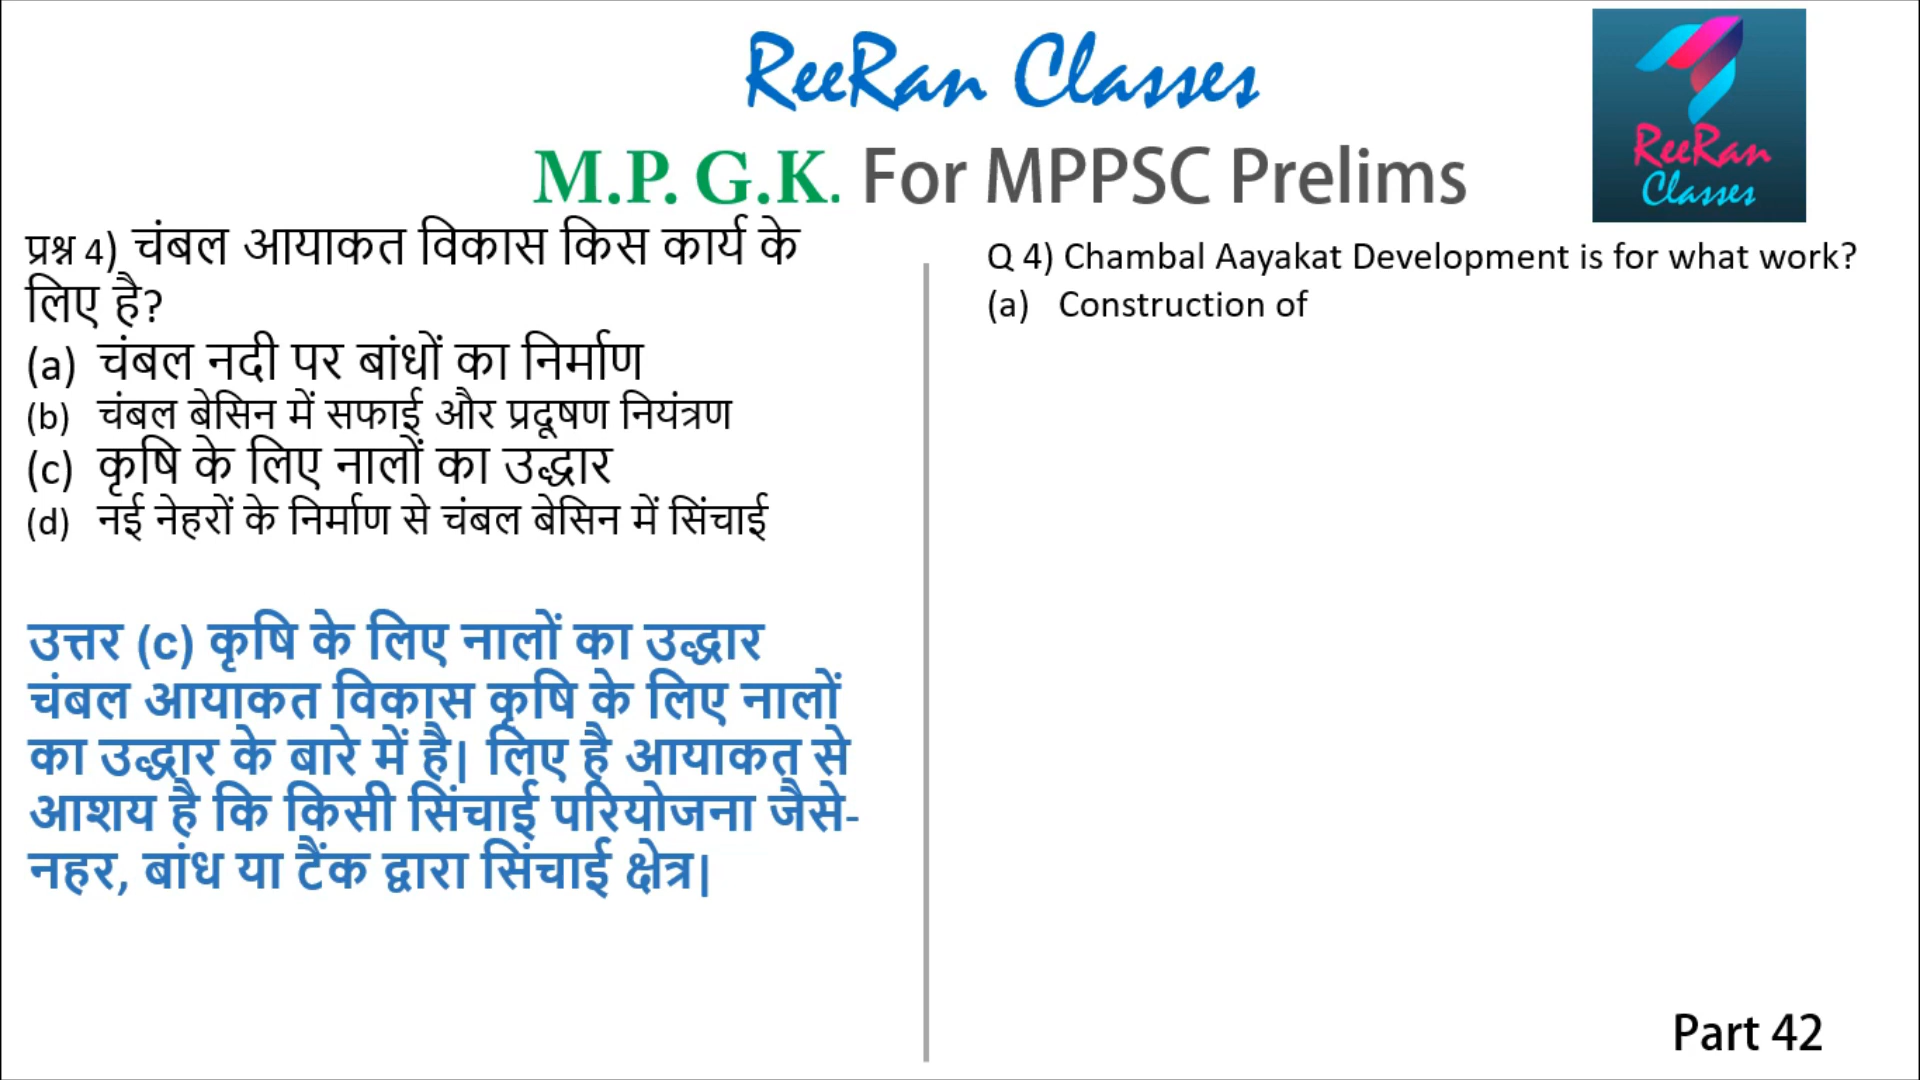 ReeRan Classes
M.P. G.K. For MPPSC Prelims
ReeRan
Classes
प्रश्न 4) चंबल आयाकत विकास किस कार्य के
लिए है?
(a) चंबल नदी पर बांधों का निर्माण
(b) चंबल बेसिन में सफाई और प्रदूषण नियंत्रण
(c) कृषि के लिए नालों का उद्धार
(d) नई नेहरों के निर्माण से चंबल बेसिन में सिंचाई
उत्तर (c) कृषि के लिए नालों का उद्धार
चंबल आयाकत विकास कृषि के लिए नालों
का उद्धार के बारे में है| लिए है आयाकत से
आशय है कि किसी सिंचाई परियोजना जैसे-
नहर, बांध या टैंक द्वारा सिंचाई क्षेत्र|
Q 4) Chambal Aayakat Development is for what work?
(a) Construction of
Part 42